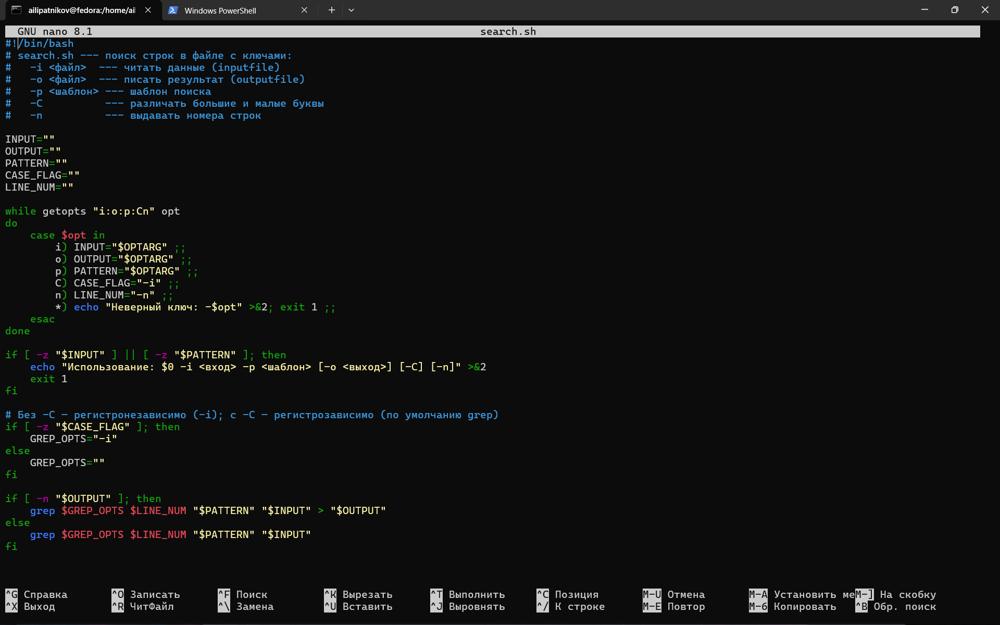 ailipatnikov@fedora:/home/ai
Windows PowerShell
GNU nano 8.1 search.sh
#!/bin/bash
# search.sh --- поиск строк в файле с ключами:
#   -i <файл>  --- читать данные (inputfile)
#   -o <файл>  --- писать результат (outputfile)
#   -p <шаблон> --- шаблон поиска
#   -C          --- различать большие и малые буквы
#   -n          --- выдавать номера строк
INPUT=""
OUTPUT=""
PATTERN=""
CASE_FLAG=""
LINE_NUM=""
while getopts "i:o:p:Cn" opt
do
    case $opt in
        i) INPUT="$OPTARG" ;;
        o) OUTPUT="$OPTARG" ;;
        p) PATTERN="$OPTARG" ;;
        C) CASE_FLAG="-i" ;;
        n) LINE_NUM="-n" ;;
        *) echo "Неверный ключ: -$opt" >&2; exit 1 ;;
    esac
done
if [ -z "$INPUT" ] || [ -z "$PATTERN" ]; then
    echo "Использование: $0 -i <вход> -p <шаблон> [-o <выход>] [-C] [-n]" >&2
    exit 1
fi
# Без -C — регистронезависимо (-i); с -C — регистрозависимо (по умолчанию grep)
if [ -z "$CASE_FLAG" ]; then
    GREP_OPTS="-i"
else
    GREP_OPTS=""
fi
if [ -n "$OUTPUT" ]; then
    grep $GREP_OPTS $LINE_NUM "$PATTERN" "$INPUT" > "$OUTPUT"
else
    grep $GREP_OPTS $LINE_NUM "$PATTERN" "$INPUT"
fi
^G Справка ^O Записать ^F Поиск ^K Вырезать ^T Выполнить ^C Позиция M-U Отмена M-A Установить меM-] На скобку
^X Выход ^R ЧитФайл ^\ Замена ^U Вставить ^J Выровнять ^/ К строке M-E Повтор M-6 Копировать ^B Обр. поиск